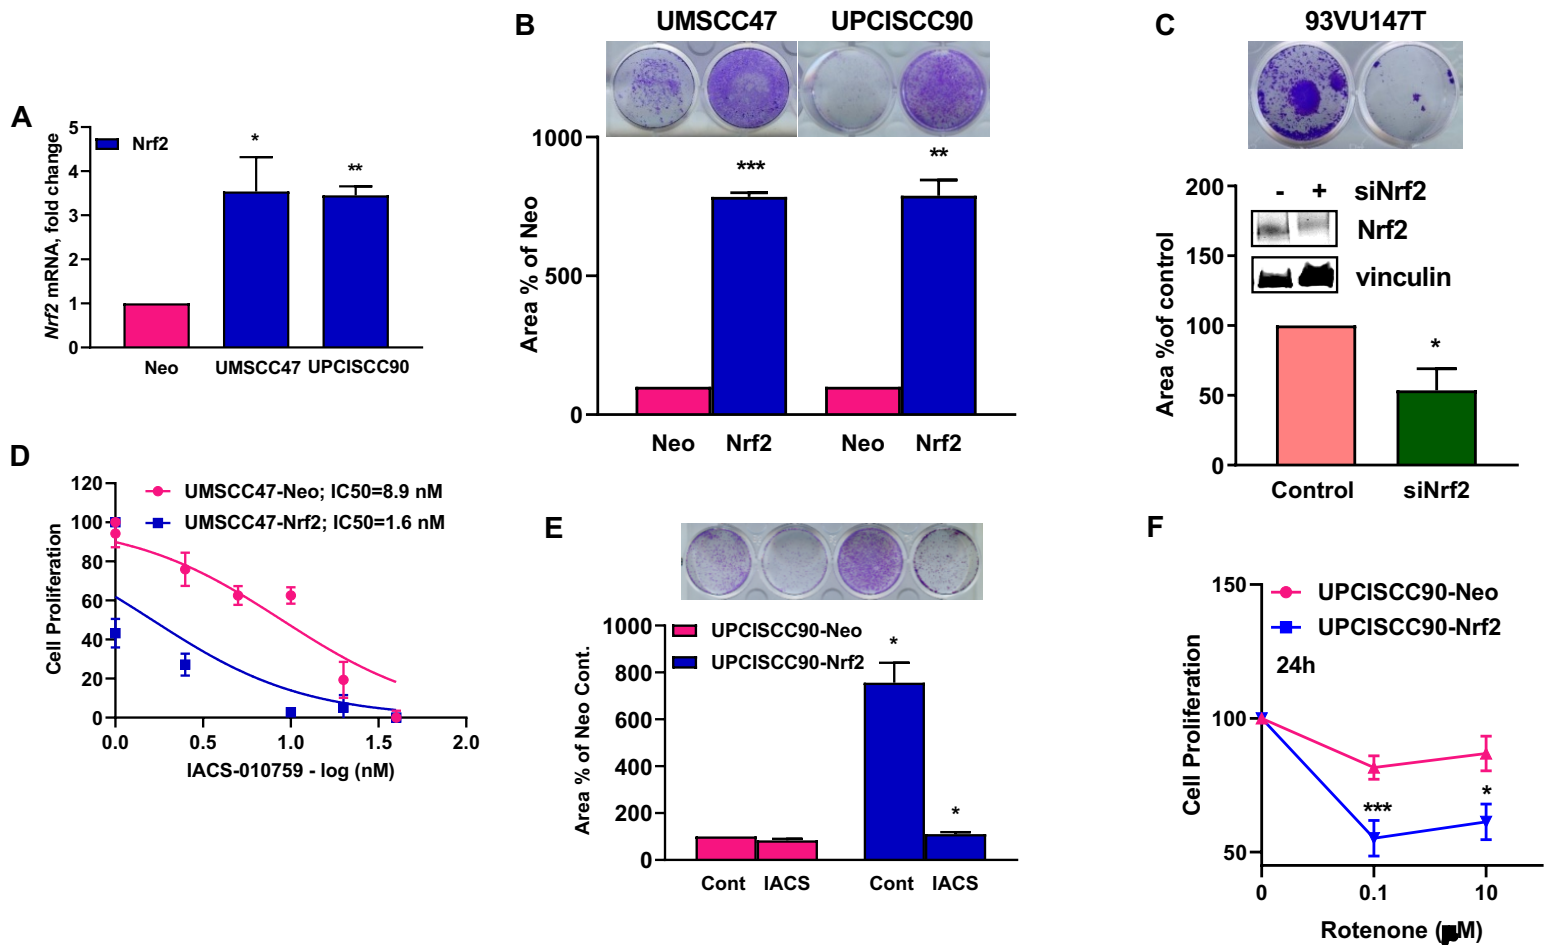 A
Nrf2 mRNA, fold change
5
4
3
2
1
0
Nrf2
*
**
Neo
UMSCC47
UPCISCC90
B
UMSCC47
UPCISCC90
Area % of Neo
1000
500
0
***
**
Neo
Nrf2
Neo
Nrf2
C
93VU147T
Area %of control
200
150
100
50
0
- + siNrf2
Nrf2
vinculin
*
Control
siNrf2
D
Cell Proliferation
120
100
80
60
40
20
0
UMSCC47-Neo; IC50=8.9 nM
UMSCC47-Nrf2; IC50=1.6 nM
0.0
0.5
1.0
1.5
2.0
IACS-010759 - log (nM)
E
Area % of Neo Cont.
1000
800
600
400
200
0
UPCISCC90-Neo
UPCISCC90-Nrf2
*
*
Cont
IACS
Cont
IACS
F
Cell Proliferation
150
100
50
UPCISCC90-Neo
UPCISCC90-Nrf2
24h
***
*
0
0.1
10
Rotenone (μM)